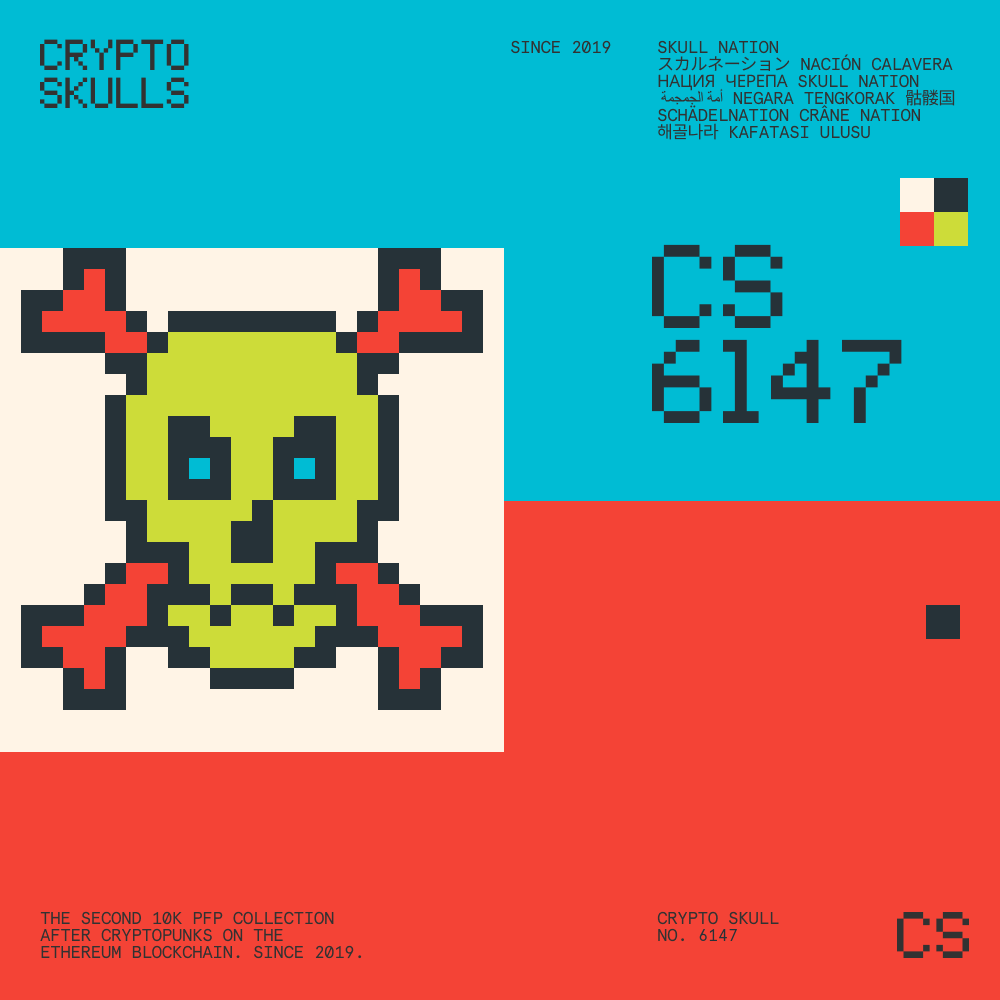 CRYPTO
SKULLS
SINCE 2019
SKULL NATION
スカルネーション NACIÓN CALAVERA
НАЦИЯ ЧЕРЕПА SKULL NATION
أمة الجمجمة NEGARA TENGKORAK 骷髅国
SCHÄDELNATION CRÂNE NATION
해골나라 KAFATASI ULUSU
CS
6147
THE SECOND 10K PFP COLLECTION
AFTER CRYPTOPUNKS ON THE
ETHEREUM BLOCKCHAIN. SINCE 2019.
CRYPTO SKULL
NO. 6147
CS